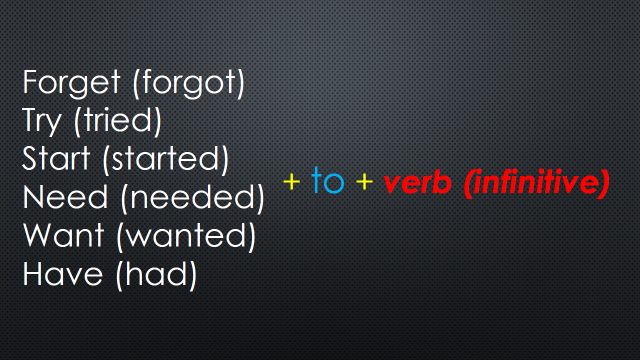 Forget (forgot)
Try (tried)
Start (started)
Need (needed)
Want (wanted)
Have (had)
+ to + verb (infinitive)